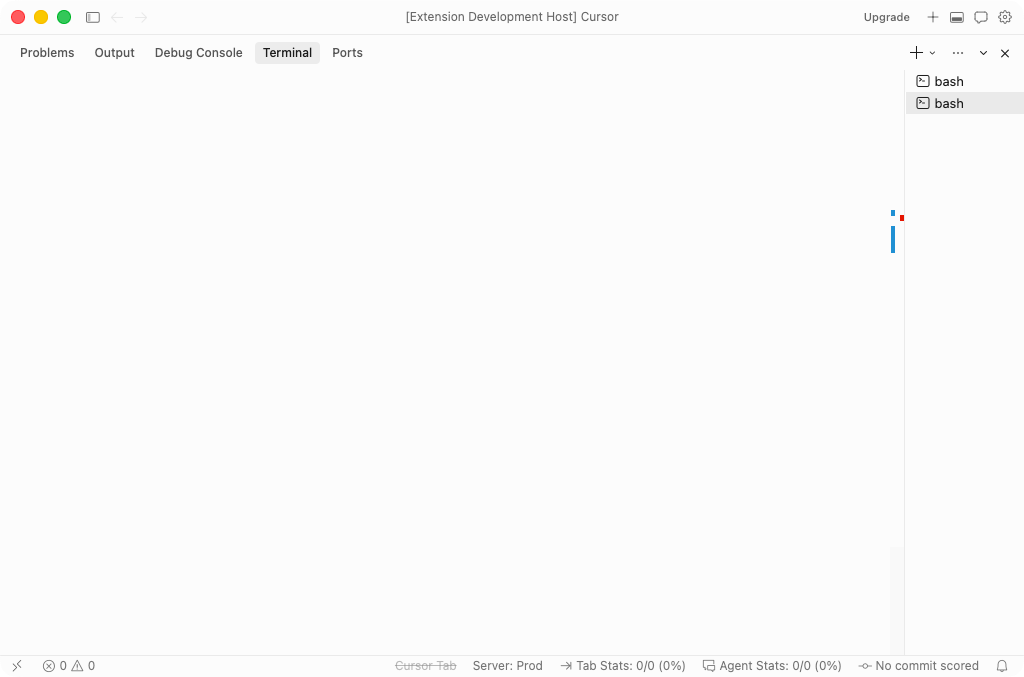 [Extension Development Host] Cursor
Upgrade
Problems
Output
Debug Console
Terminal
Ports
bash
bash
0
0
Cursor Tab
Server: Prod
Tab Stats: 0/0 (0%)
Agent Stats: 0/0 (0%)
No commit scored